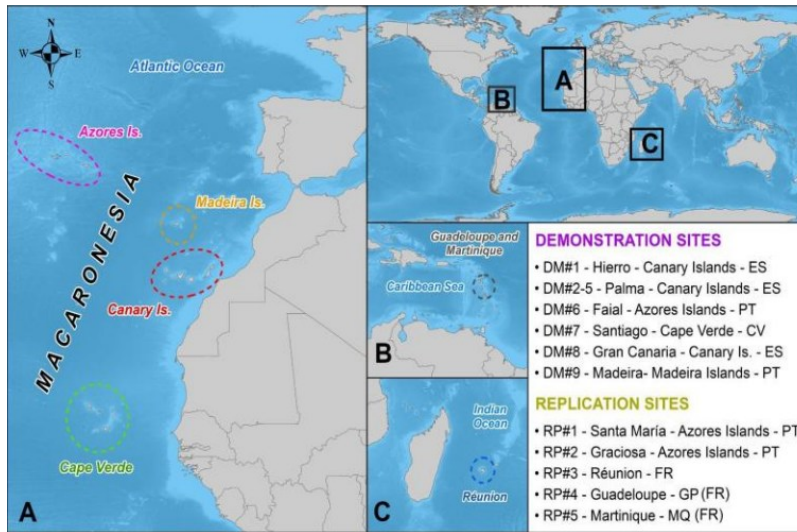 N
W E
S
Atlantic Ocean
Azores Is.
Madeira Is.
MACARONESIA
Canary Is.
Cape Verde
A
A
B
C
Guadeloupe and
Martinique
Caribbean Sea
B
Indian
Ocean
Réunion
C
DEMONSTRATION SITES
• DM#1 - Hierro - Canary Islands - ES
• DM#2-5 - Palma - Canary Islands - ES
• DM#6 - Faial - Azores Islands - PT
• DM#7 - Santiago - Cape Verde - CV
• DM#8 - Gran Canaria - Canary Is. - ES
• DM#9 - Madeira- Madeira Islands - PT
REPLICATION SITES
• RP#1 - Santa María - Azores Islands - PT
• RP#2 - Graciosa - Azores Islands - PT
• RP#3 - Réunion - FR
• RP#4 - Guadeloupe - GP (FR)
• RP#5 - Martinique - MQ (FR)